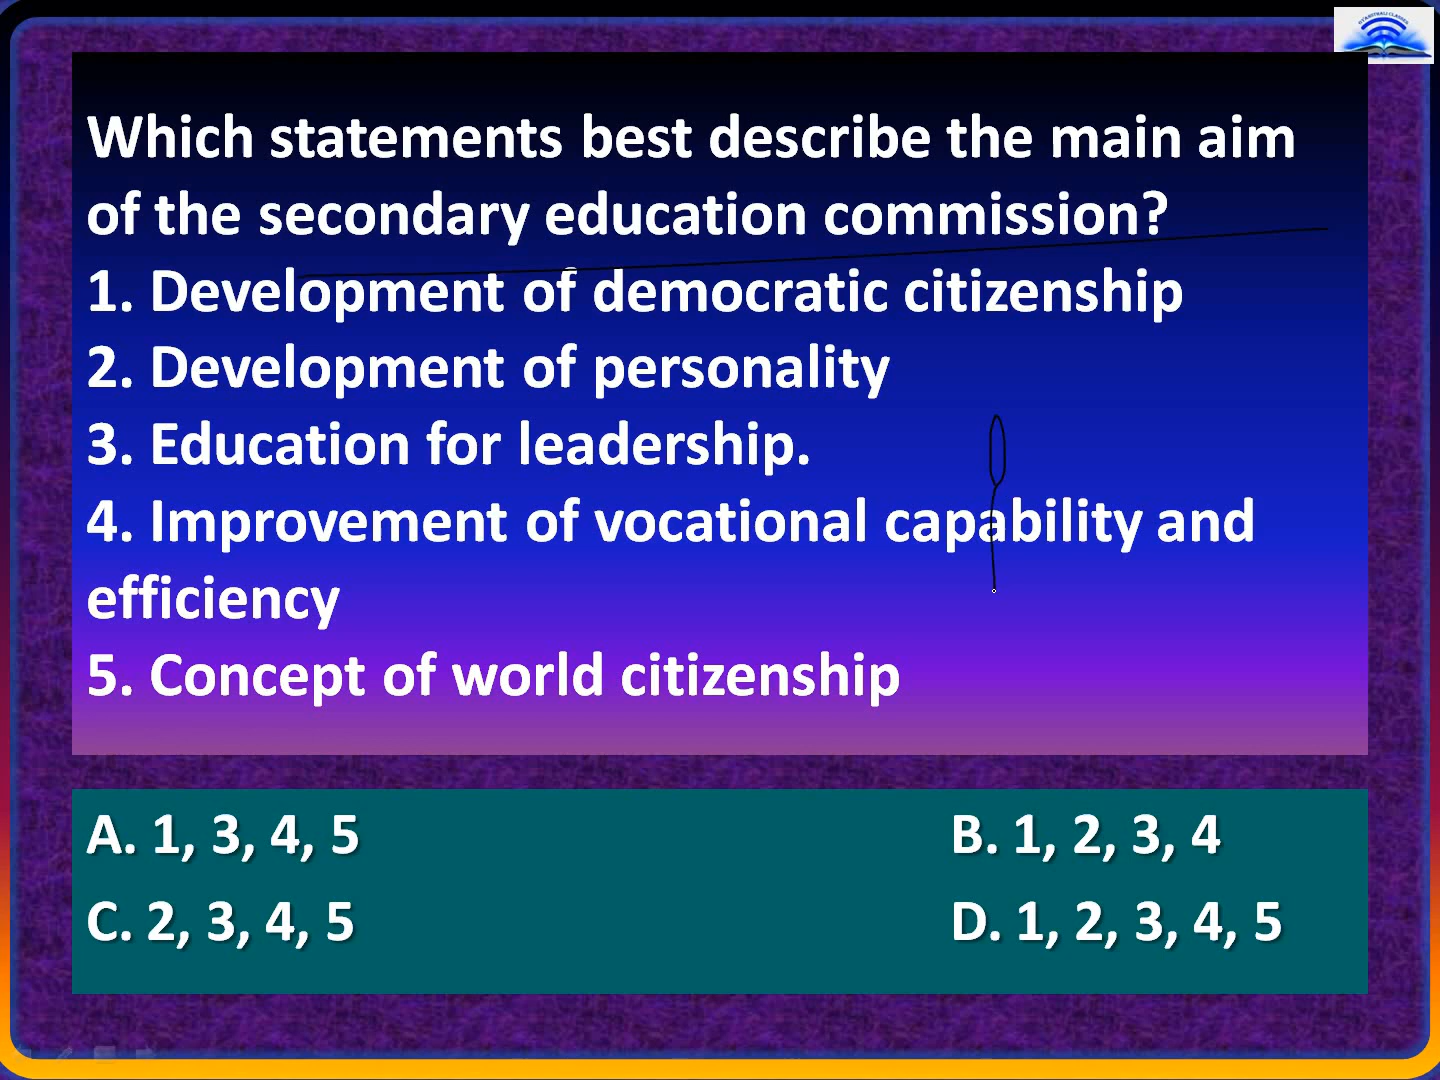 Which statements best describe the main aim
of the secondary education commission?
1. Development of democratic citizenship
2. Development of personality
3. Education for leadership.
4. Improvement of vocational capability and
efficiency
5. Concept of world citizenship
A. 1, 3, 4, 5
B. 1, 2, 3, 4
C. 2, 3, 4, 5
D. 1, 2, 3, 4, 5